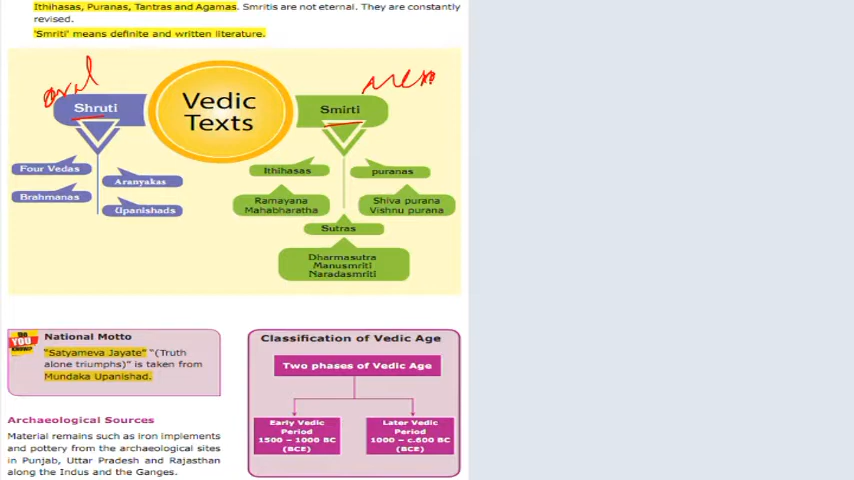 Ithihasas, Puranas, Tantras and Agamas. Smritis are not eternal. They are constantly
revised.
'Smriti' means definite and written literature.
oral
Shruti
Vedic
Texts
Smirti
Four Vedas
Aranyakas
Brahmanas
Upanishads
Ithihasas
puranas
Ramayana
Mahabharatha
Shiva purana
Vishnu purana
Sutras
Dharmasutra
Manusmriti
Naradasmriti
DO
YOU
KNOW?
National Motto
"Satyameva Jayate" "(Truth
alone triumphs)" is taken from
Mundaka Upanishad.
Archaeological Sources
Material remains such as iron implements
and pottery from the archaeological sites
in Punjab, Uttar Pradesh and Rajasthan
along the Indus and the Ganges.
Classification of Vedic Age
Two phases of Vedic Age
Early Vedic
Period
1500 – 1000 BC
(BCE)
Later Vedic
Period
1000 – c.600 BC
(BCE)